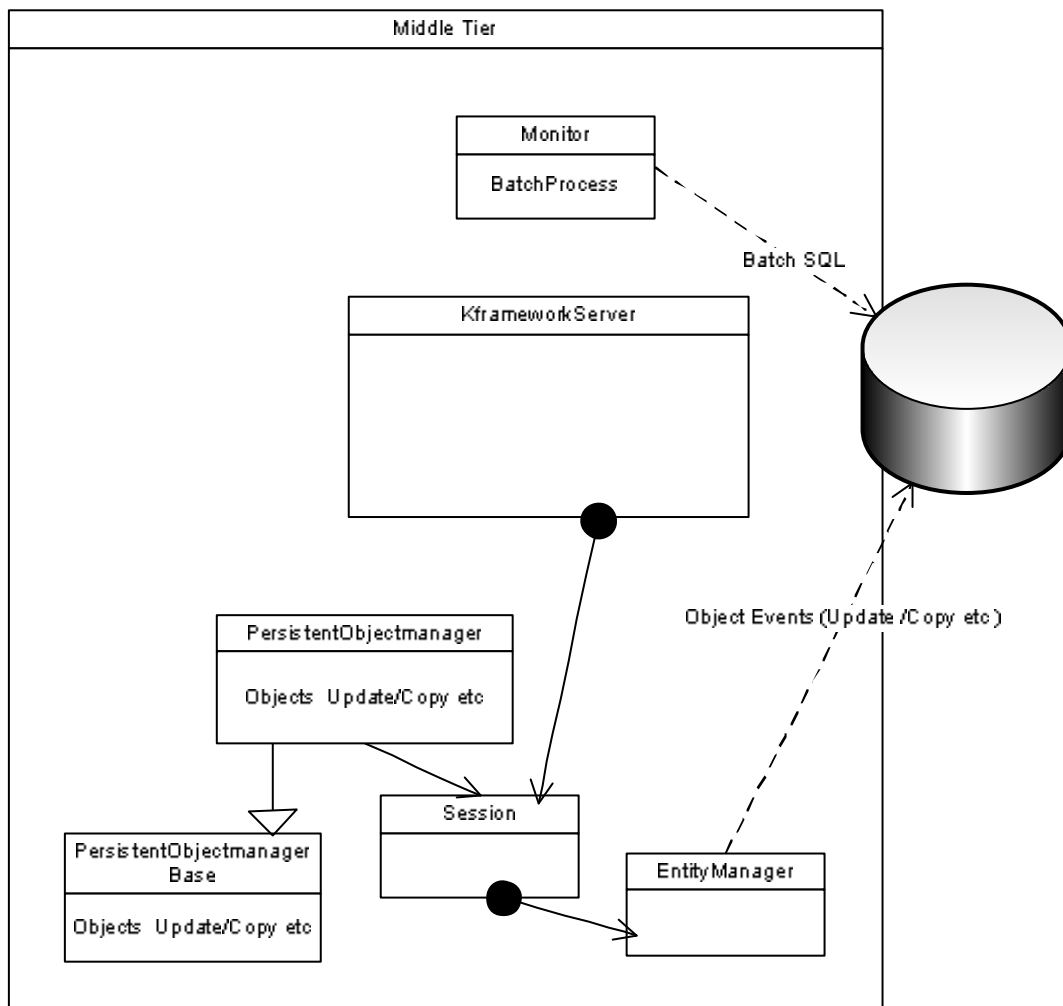 Middle Tier
Monitor
BatchProcess
Batch SQL
KframeworkServer
Object Events(Update /Copy etc)
PersistentObjectmanager
Objects Update/Copy etc
Session
PersistentObjectmanager
Base
Objects Update/Copy etc
EntityManager